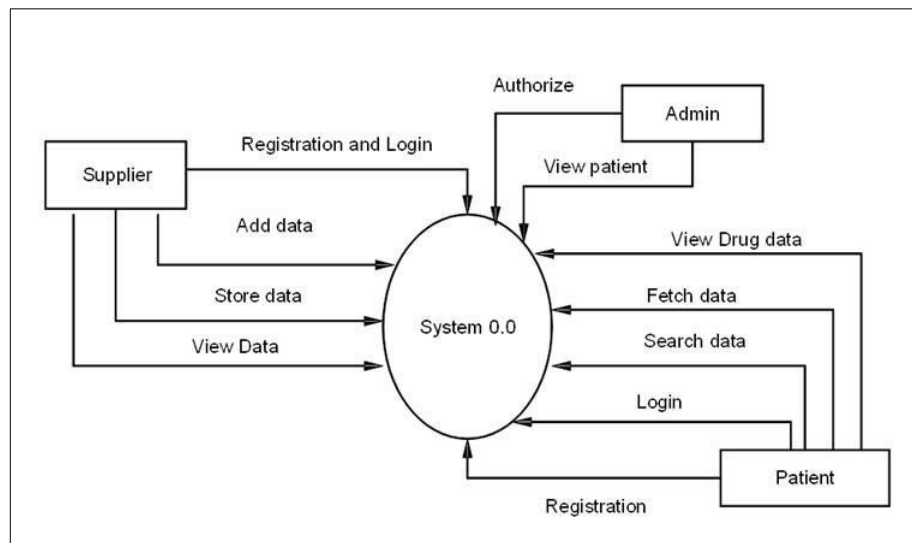 Authorize
Admin
Registration and Login
View patient
Supplier
Add data
View Drug data
Store data
Fetch data
System 0.0
View Data
Search data
Login
Patient
Registration